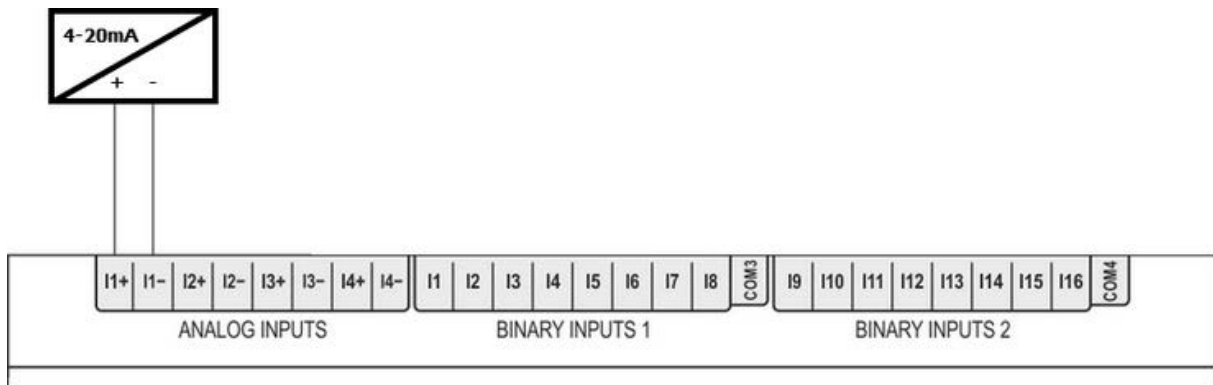 4-20mA
+ -
I1+ I1− I2+ I2− I3+ I3− I4+ I4− I1 I2 I3 I4 I5 I6 I7 I8 COM3 I9 I10 I11 I12 I13 I14 I15 I16 COM4
ANALOG INPUTS BINARY INPUTS 1 BINARY INPUTS 2